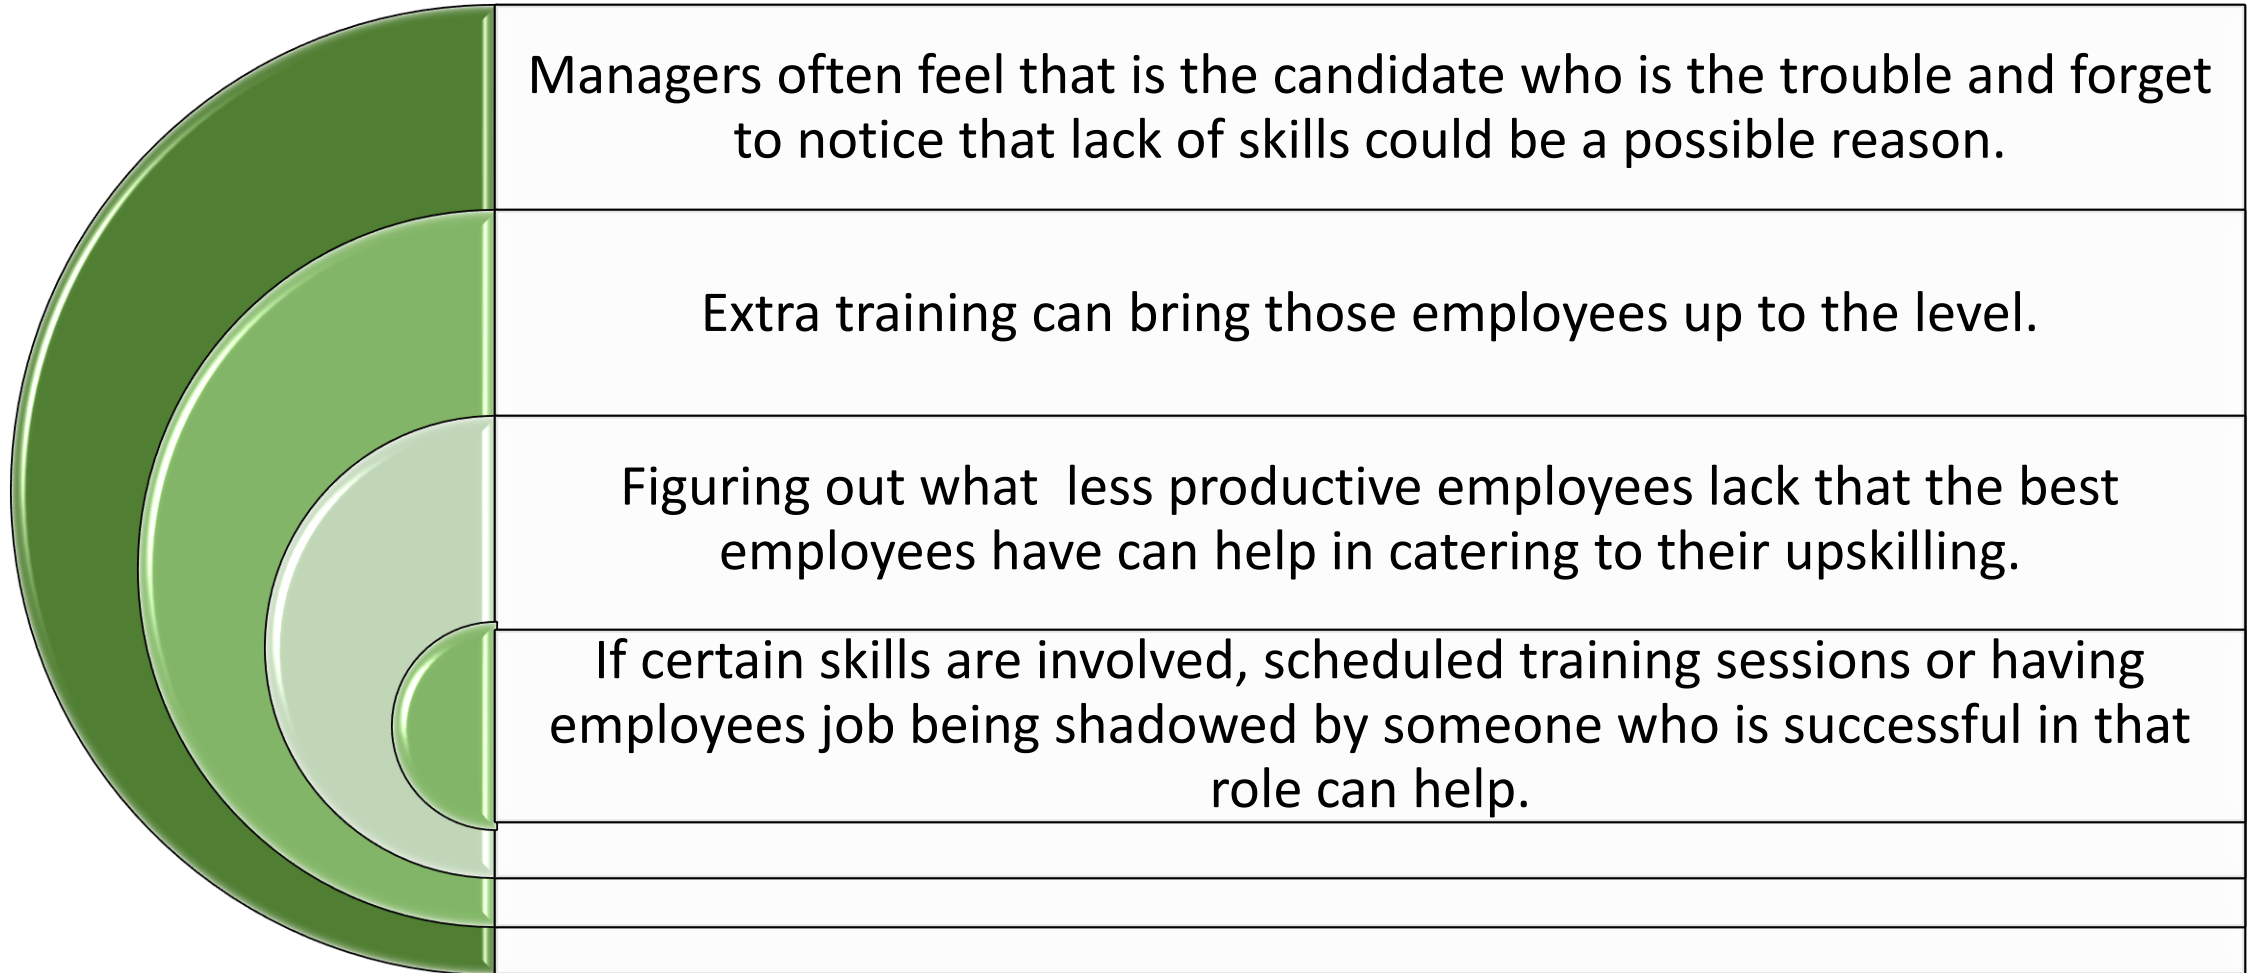 Managers often feel that is the candidate who is the trouble and forget
to notice that lack of skills could be a possible reason.
Extra training can bring those employees up to the level.
Figuring out what  less productive employees lack that the best
employees have can help in catering to their upskilling.
If certain skills are involved, scheduled training sessions or having
employees job being shadowed by someone who is successful in that
role can help.